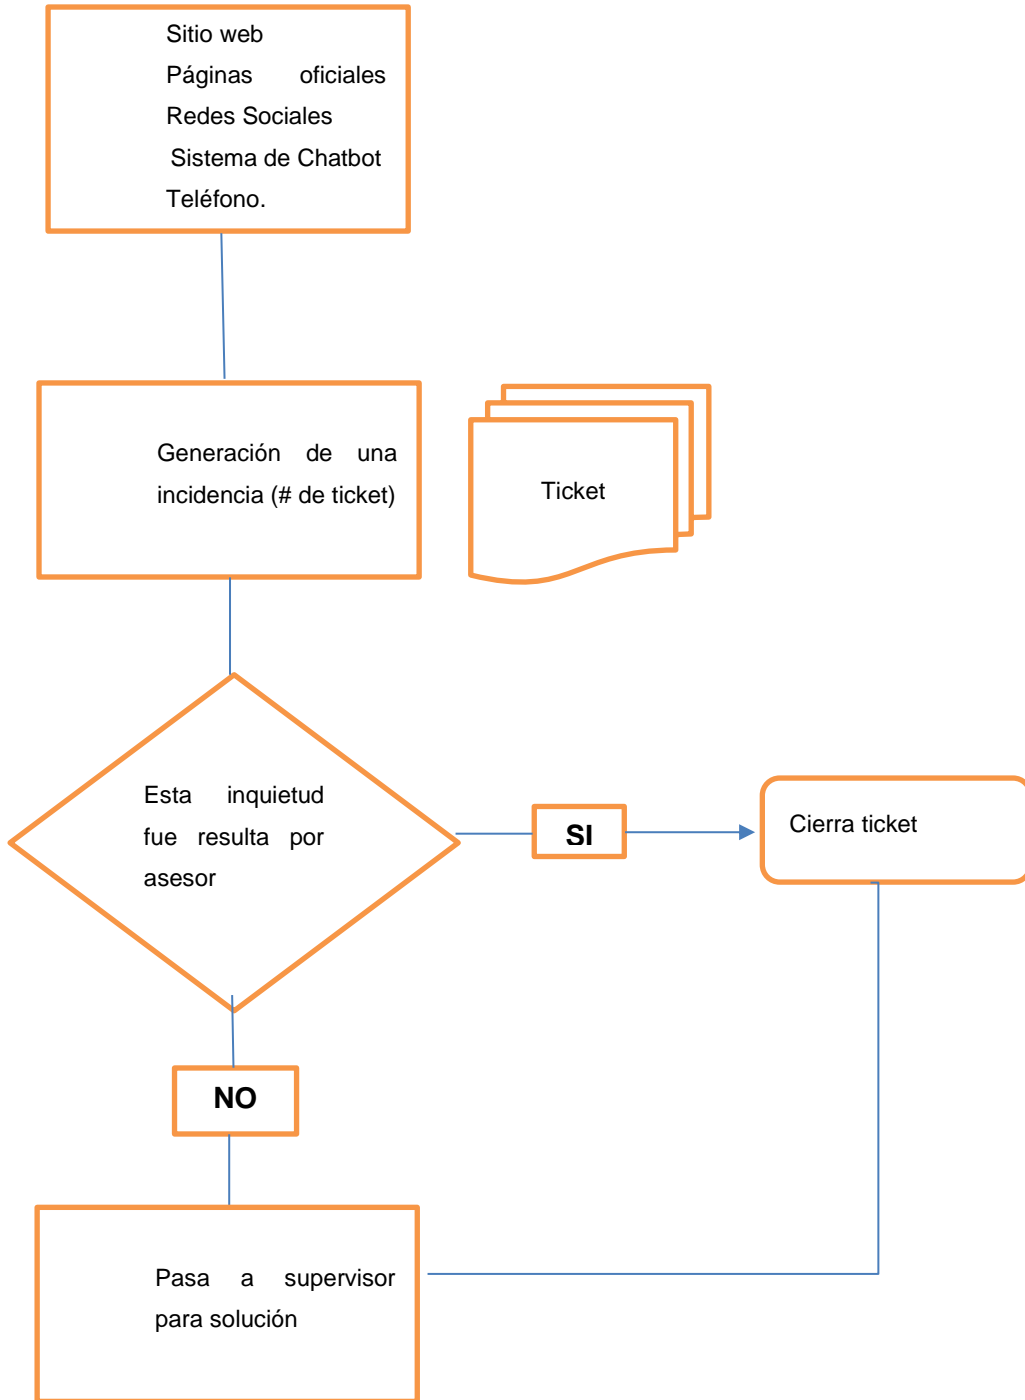 Sitio web
Páginas oficiales
Redes Sociales
Sistema de Chatbot
Teléfono.
Generación de una
incidencia (# de ticket)
Ticket
Esta inquietud
fue resulta por
asesor
SI
Cierra ticket
NO
Pasa a supervisor
para solución